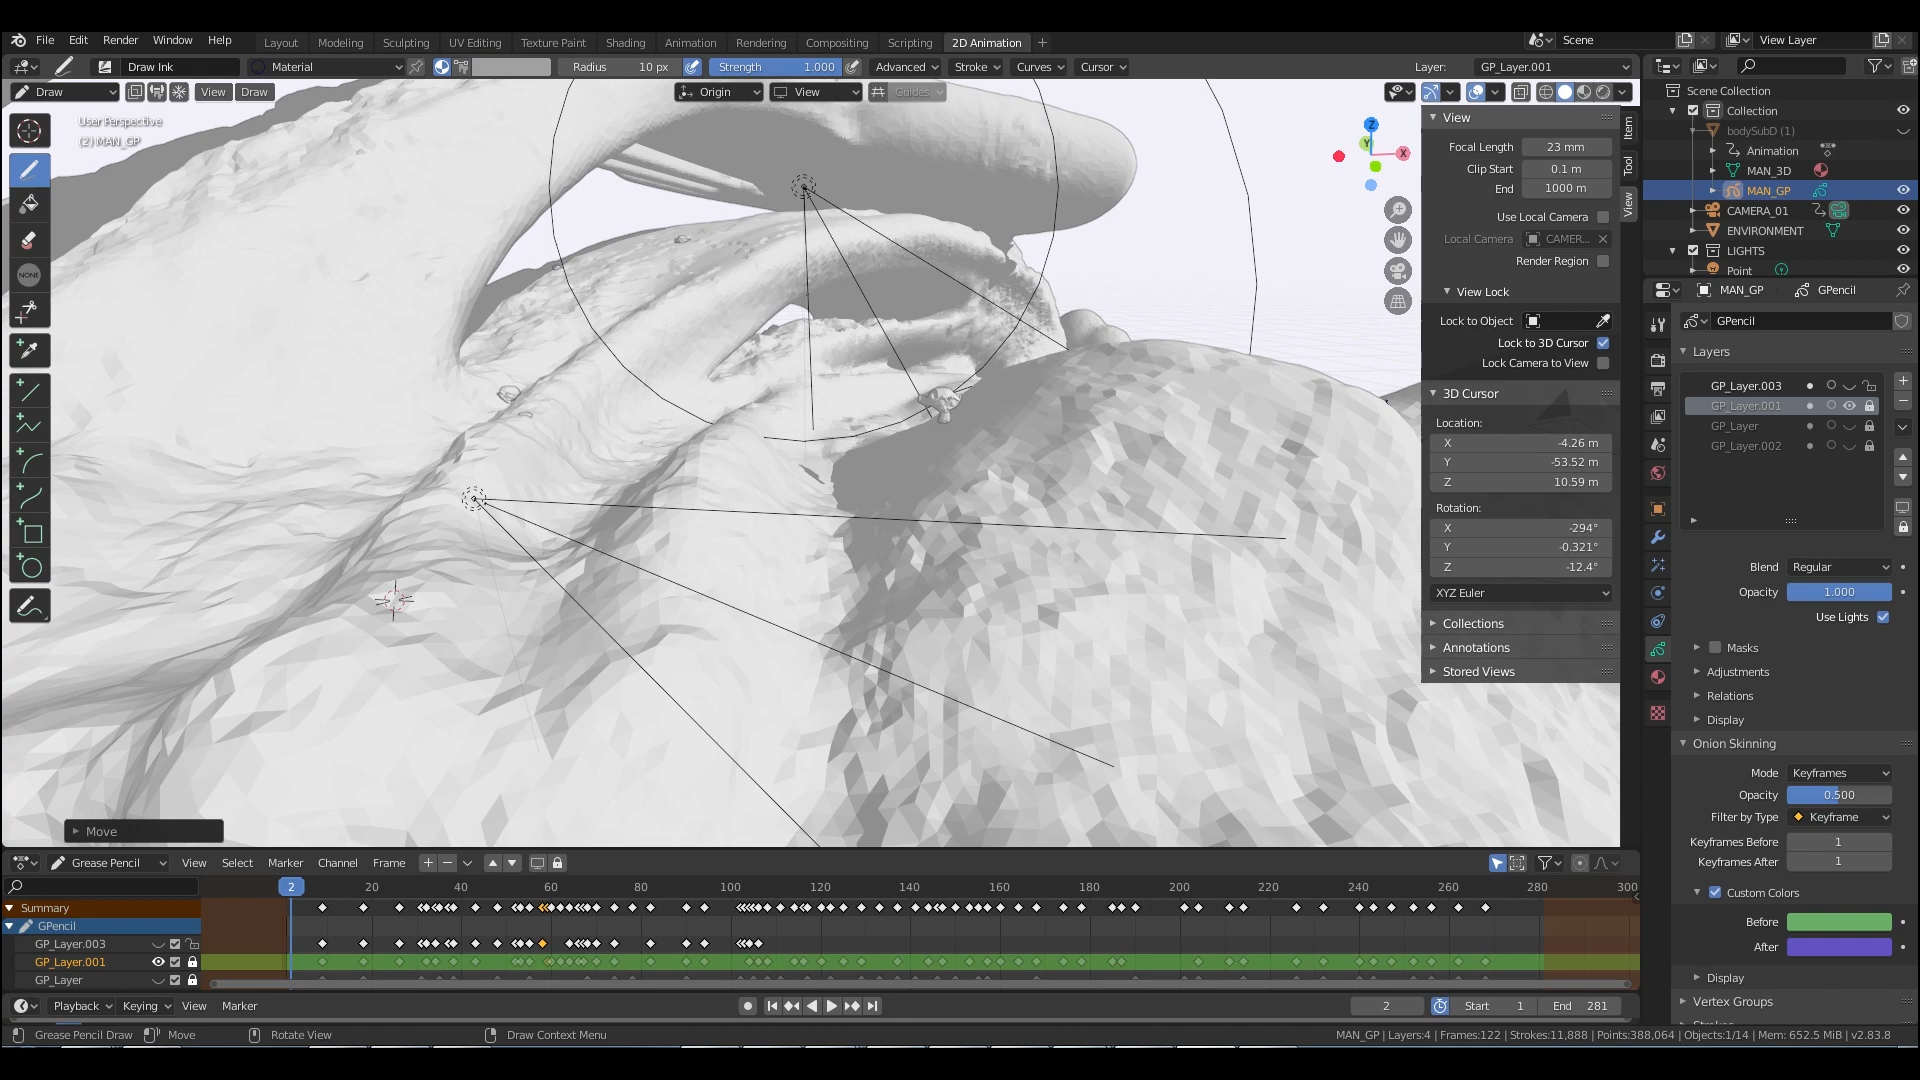 File Edit Render Window Help Layout Modeling Sculpting UV Editing Texture Paint Shading Animation Rendering Compositing Scripting 2D Animation + Scene View Layer
Draw Ink Material Radius 10 px Strength 1.000 Advanced Stroke Curves Cursor Layer: GP_Layer.001
Draw View Draw Origin View Guides
User Perspective
(2) MAN_GP
NONE
Z
Y
X
Move
View
Focal Length 23 mm
Clip Start 0.1 m
End 1000 m
Use Local Camera
Local Camera CAMER...
Render Region
View Lock
Lock to Object
Lock to 3D Cursor
Lock Camera to View
3D Cursor
Location:
X -4.26 m
Y -53.52 m
Z 10.59 m
Rotation:
X -294°
Y -0.321°
Z -12.4°
XYZ Euler
Collections
Annotations
Stored Views
Item
Tool
View
Scene Collection
Collection
bodySubD (1)
Animation
MAN_3D
MAN_GP
CAMERA_01
ENVIRONMENT
LIGHTS
Point
MAN_GP GPencil
GPencil
Layers
GP_Layer.003
GP_Layer.001
GP_Layer
GP_Layer.002
Blend Regular
Opacity 1.000
Use Lights
Masks
Adjustments
Relations
Display
Onion Skinning
Mode Keyframes
Opacity 0.500
Filter by Type Keyframe
Keyframes Before 1
Keyframes After 1
Custom Colors
Before
After
Display
Vertex Groups
Grease Pencil View Select Marker Channel Frame
2 20 40 60 80 100 120 140 160 180 200 220 240 260 280 300
Summary
GPencil
GP_Layer.003
GP_Layer.001
GP_Layer
Playback Keying View Marker 2 Start 1 End 281
Grease Pencil Draw Move Rotate View Draw Context Menu MAN_GP | Layers:4 | Frames:122 | Strokes:11,888 | Points:388,064 | Objects:1/14 | Mem: 652.5 MiB | v2.83.8